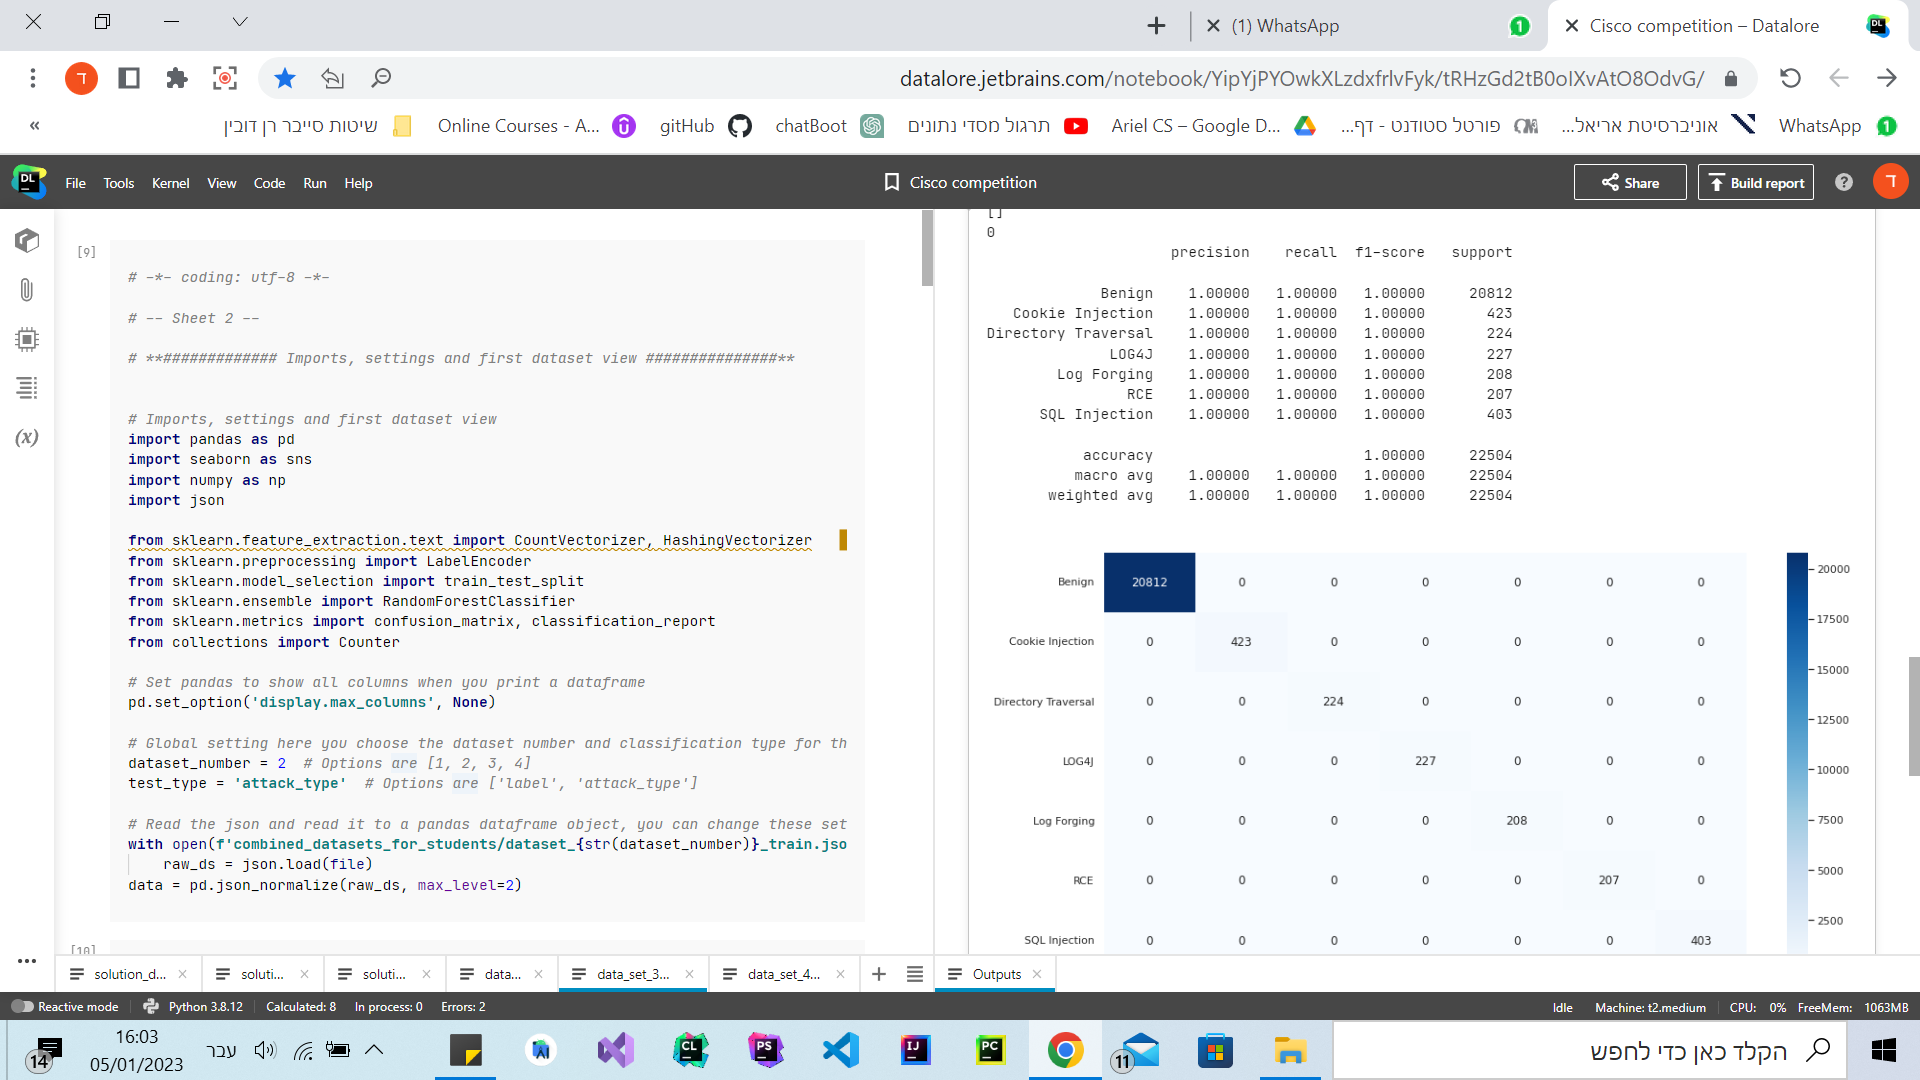 (1) WhatsApp
1
Cisco competition – Datalore
ד
datalore.jetbrains.com/notebook/YipYjPYOwkXLzdxfrlvFyk/tRHzGd2tB0oIXvAtO8OdvG/
«
שיטות סייבר רן דובין
Online Courses - A...
gitHub
chatBoot
תרגול מסדי נתונים
Ariel CS – Google D...
פורטל סטודנט - דף...
אוניברסיטת אריאל...
WhatsApp
1
DL
File Tools Kernel View Code Run Help
Cisco competition
Share
Build report
?
ד
[9]
# -*- coding: utf-8 -*-
# -- Sheet 2 --
# **############# Imports, settings and first dataset view ###############**
# Imports, settings and first dataset view
import pandas as pd
import seaborn as sns
import numpy as np
import json
from sklearn.feature_extraction.text import CountVectorizer, HashingVectorizer
from sklearn.preprocessing import LabelEncoder
from sklearn.model_selection import train_test_split
from sklearn.ensemble import RandomForestClassifier
from sklearn.metrics import confusion_matrix, classification_report
from collections import Counter
# Set pandas to show all columns when you print a dataframe
pd.set_option('display.max_columns', None)
# Global setting here you choose the dataset number and classification type for th
dataset_number = 2  # Options are [1, 2, 3, 4]
test_type = 'attack_type'  # Options are ['label', 'attack_type']
# Read the json and read it to a pandas dataframe object, you can change these set
with open(f'combined_datasets_for_students/dataset_{str(dataset_number)}_train.jso
raw_ds = json.load(file)
data = pd.json_normalize(raw_ds, max_level=2)
[10]
(x)
[]
0
precision recall f1-score support
Benign 1.00000 1.00000 1.00000 20812
Cookie Injection 1.00000 1.00000 1.00000 423
Directory Traversal 1.00000 1.00000 1.00000 224
LOG4J 1.00000 1.00000 1.00000 227
Log Forging 1.00000 1.00000 1.00000 208
RCE 1.00000 1.00000 1.00000 207
SQL Injection 1.00000 1.00000 1.00000 403
accuracy 1.00000 22504
macro avg 1.00000 1.00000 1.00000 22504
weighted avg 1.00000 1.00000 1.00000 22504
Benign 20812 0 0 0 0 0 0
Cookie Injection 0 423 0 0 0 0 0
Directory Traversal 0 0 224 0 0 0 0
LOG4J 0 0 0 227 0 0 0
Log Forging 0 0 0 0 208 0 0
RCE 0 0 0 0 0 207 0
SQL Injection 0 0 0 0 0 0 403
20000
17500
15000
12500
10000
7500
5000
2500
solution_d...
soluti...
soluti...
data...
data_set_3...
data_set_4...
Outputs
Reactive mode
Python 3.8.12
Calculated: 8
In process: 0
Errors: 2
Idle
Machine: t2.medium
CPU: 0%
FreeMem: 1063MB
14
16:03
05/01/2023
עבר
CL
PS
IJ
PC
11
הקלד כאן כדי לחפש